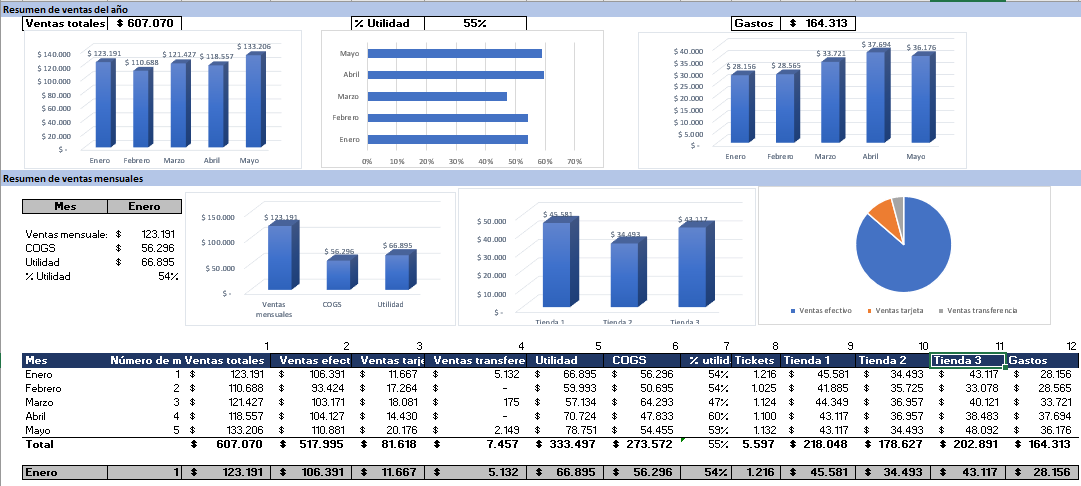 Resumen de ventas del año
Ventas totales $ 607.070 % Utilidad 55% Gastos $ 164.313
$ 140.000
$ 120.000
$ 100.000
$ 80.000
$ 60.000
$ 40.000
$ 20.000
$ -
$ 123.191 $ 110.688 $ 121.427 $ 118.557 $ 133.206
Enero Febrero Marzo Abril Mayo
Mayo
Abril
Marzo
Febrero
Enero
0% 10% 20% 30% 40% 50% 60% 70%
$ 40.000
$ 35.000
$ 30.000
$ 25.000
$ 20.000
$ 15.000
$ 10.000
$ 5.000
$ -
$ 28.156 $ 28.565 33.721 $ 37.694 $ 36.176
Enero Febrero Marzo Abril Mayo
Resumen de ventas mensuales
Mes Enero
Ventas mensuale: $ 123.191
COGS $ 56.296
Utilidad $ 66.895
% Utilidad 54%
$ 150.000
$ 100.000
$ 50.000
$ -
$ 123.191 $ 56.296 $ 66.895
Ventas mensuales COGS Utilidad
$ 50.000
$ 40.000
$ 30.000
$ 20.000
$ 10.000
$ -
$ 45.581 $ 34.493 $ 43.117
Tienda 1 Tienda 2 Tienda 3
Ventas efectivo Ventas tarjeta Ventas transferencia
1 2 3 4 5 6 7 8 9 10 11 12
Mes Número de m Ventas totales Ventas efect Ventas tarje Ventas transfere Utilidad COGS % utilid Tickets Tienda 1 Tienda 2 Tienda 3 Gastos
Enero 1 $ 123.191 $ 106.391 $ 11.667 $ 5.132 $ 66.895 $ 56.296 54% 1.216 $ 45.581 $ 34.493 $ 43.117 $ 28.156
Febrero 2 $ 110.688 $ 93.424 $ 17.264 $ - $ 59.993 $ 50.695 54% 1.025 $ 41.885 $ 35.725 $ 33.078 $ 28.565
Marzo 3 $ 121.427 $ 103.171 $ 18.081 $ 175 $ 57.134 $ 64.293 47% 1.124 $ 44.349 $ 36.957 $ 40.121 $ 33.721
Abril 4 $ 118.557 $ 104.127 $ 14.430 $ - $ 70.724 $ 47.833 60% 1.100 $ 43.117 $ 36.957 $ 38.483 $ 37.694
Mayo 5 $ 133.206 $ 110.881 $ 20.176 $ 2.149 $ 78.751 $ 54.455 59% 1.132 $ 43.117 $ 34.493 $ 48.092 $ 36.176
Total $ 607.070 $ 517.995 $ 81.618 $ 7.457 $ 333.497 $ 273.572 55% 5.597 $ 218.048 $ 178.627 $ 202.891 $ 164.313
Enero 1 $ 123.191 $ 106.391 $ 11.667 $ 5.132 $ 66.895 $ 56.296 54% 1.216 $ 45.581 $ 34.493 $ 43.117 $ 28.156